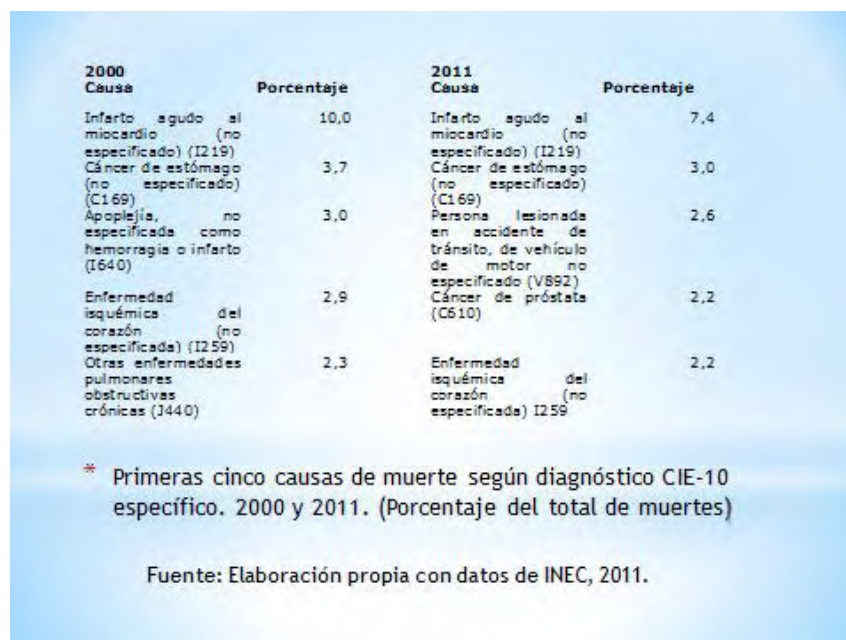 2000
Causa Porcentaje
Infarto agudo al 10,0
miocardio (no
especificado) (I219)
Cáncer de estómago 3,7
(no especificado)
(C169)
Apoplejía, no 3,0
especificada como
hemorragia o infarto
(I640)
Enfermedad 2,9
isquémica del
corazón (no
especificada) (I259)
Otras enfermedades 2,3
pulmonares
obstructivas
crónicas (J440)
2011
Causa Porcentaje
Infarto agudo al 7,4
miocardio (no
especificado) (I219)
Cáncer de estómago 3,0
(no especificado)
(C169)
Persona lesionada 2,6
en accidente de
tránsito, de vehículo
de motor no
especificado (V892)
Cáncer de próstata 2,2
(C610)
Enfermedad 2,2
isquémica del
corazón (no
especificada) I259
* Primeras cinco causas de muerte según diagnóstico CIE-10
específico. 2000 y 2011. (Porcentaje del total de muertes)
Fuente: Elaboración propia con datos de INEC, 2011.